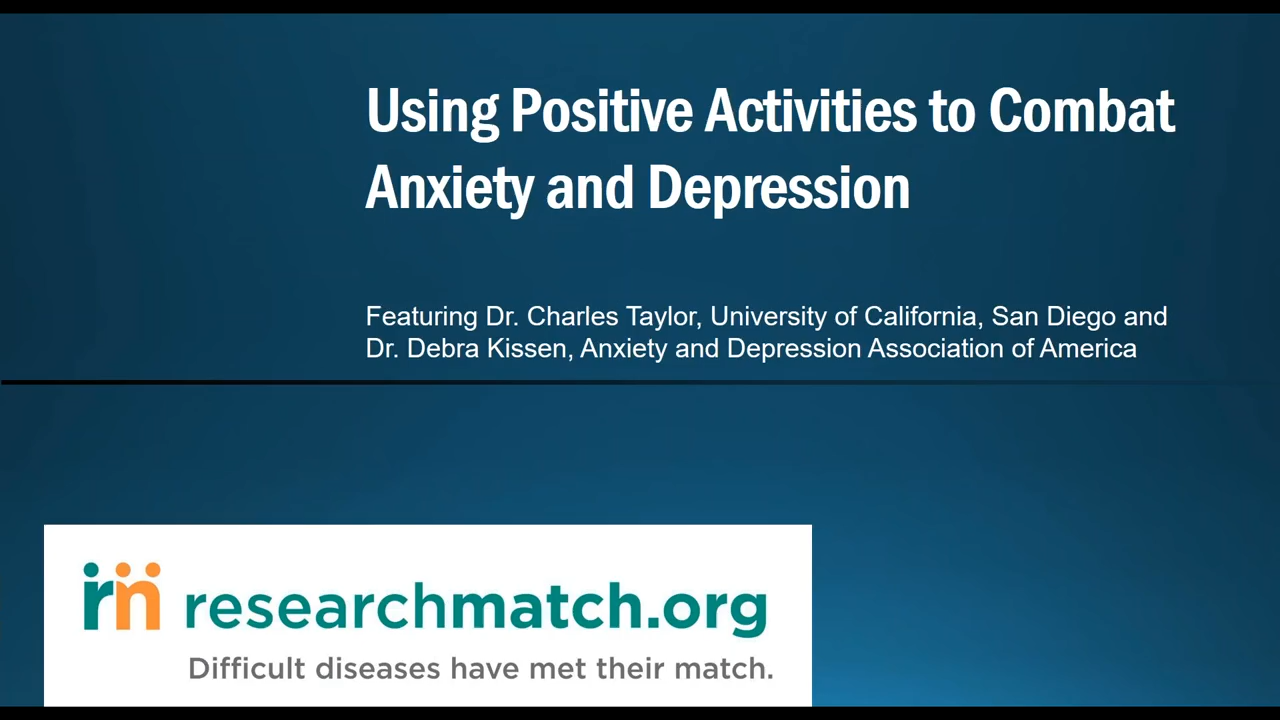 Using Positive Activities to Combat
Anxiety and Depression
Featuring Dr. Charles Taylor, University of California, San Diego and
Dr. Debra Kissen, Anxiety and Depression Association of America
rm researchmatch.org
Difficult diseases have met their match.